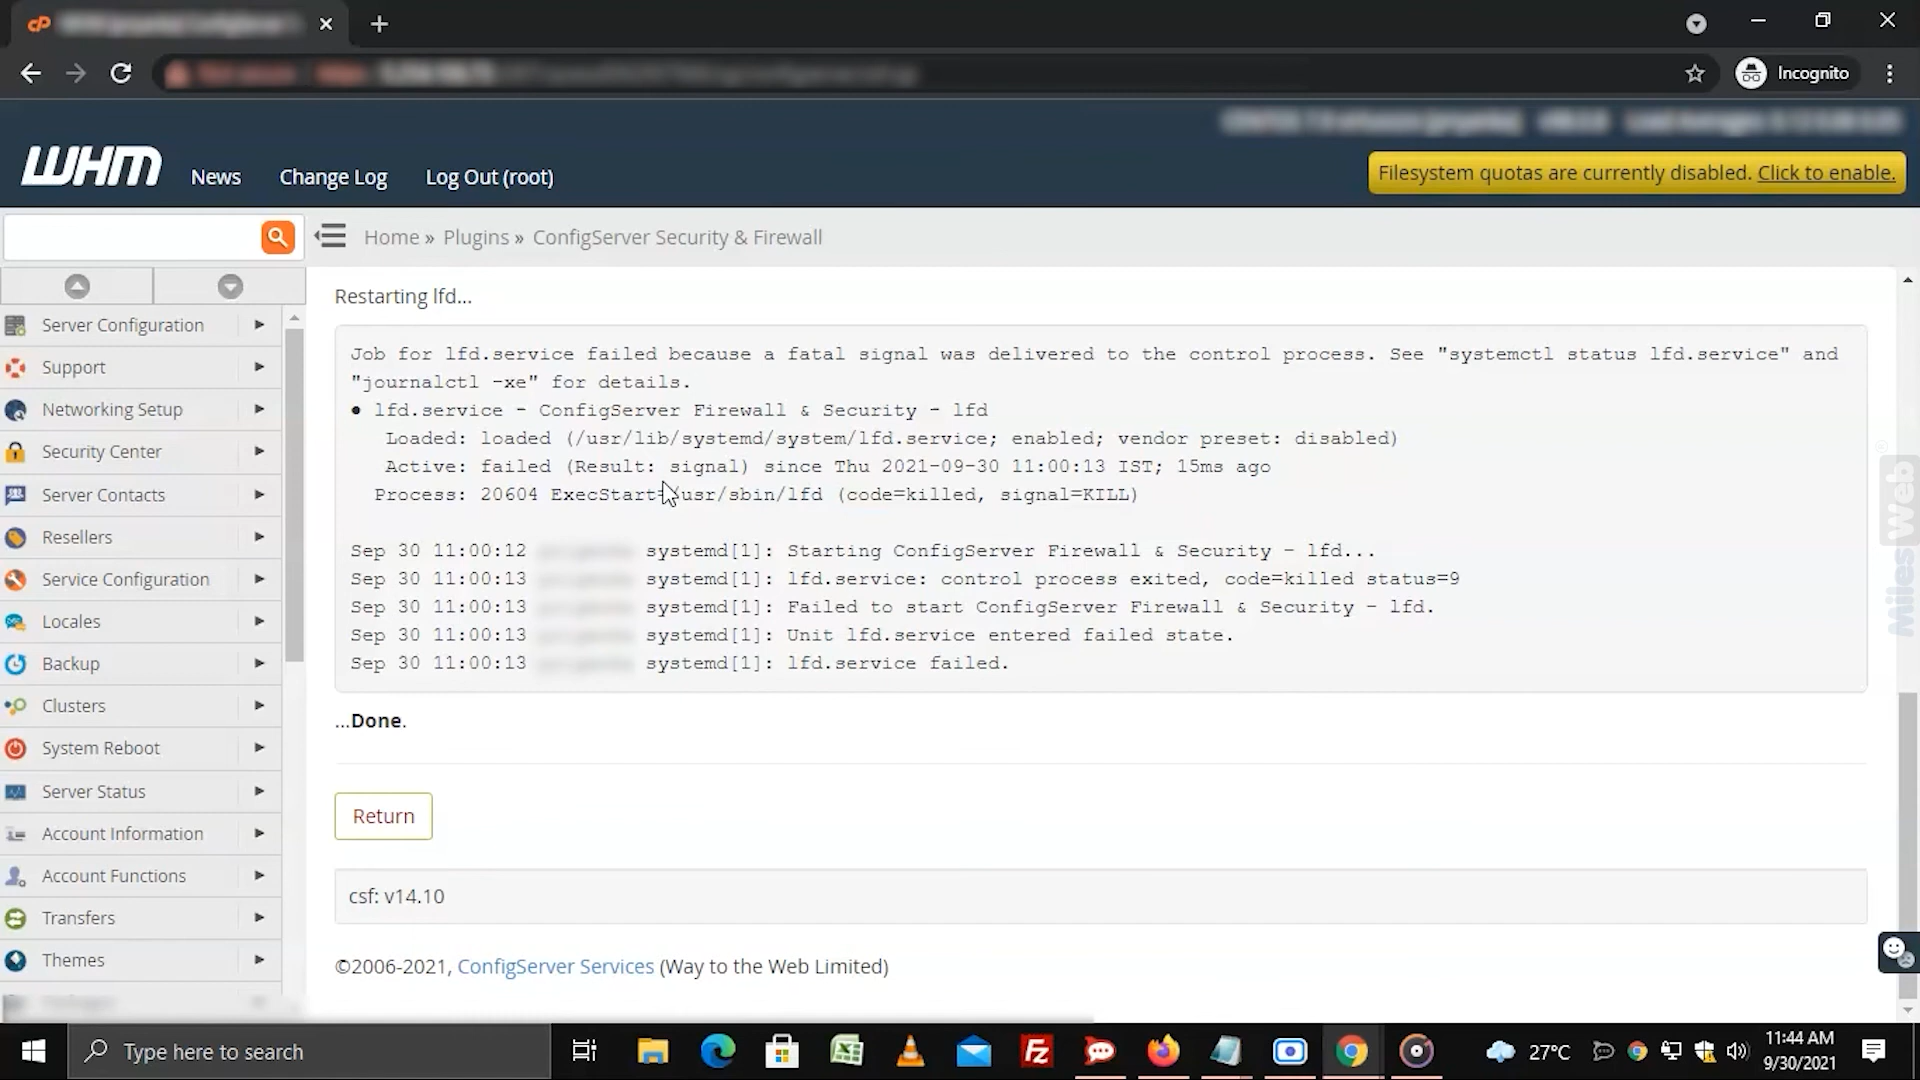 Incognito
WHM
News
Change Log
Log Out (root)
Filesystem quotas are currently disabled. Click to enable.
Home » Plugins » ConfigServer Security & Firewall
Server Configuration
Support
Networking Setup
Security Center
Server Contacts
Resellers
Service Configuration
Locales
Backup
Clusters
System Reboot
Server Status
Account Information
Account Functions
Transfers
Themes
Restarting lfd...
Job for lfd.service failed because a fatal signal was delivered to the control process. See "systemctl status lfd.service" and
"journalctl -xe" for details.
● lfd.service - ConfigServer Firewall & Security - lfd
Loaded: loaded (/usr/lib/systemd/system/lfd.service; enabled; vendor preset: disabled)
Active: failed (Result: signal) since Thu 2021-09-30 11:00:13 IST; 15ms ago
Process: 20604 ExecStart=/usr/sbin/lfd (code=killed, signal=KILL)
Sep 30 11:00:12 systemd[1]: Starting ConfigServer Firewall & Security - lfd...
Sep 30 11:00:13 systemd[1]: lfd.service: control process exited, code=killed status=9
Sep 30 11:00:13 systemd[1]: Failed to start ConfigServer Firewall & Security - lfd.
Sep 30 11:00:13 systemd[1]: Unit lfd.service entered failed state.
Sep 30 11:00:13 systemd[1]: lfd.service failed.
...Done.
Return
csf: v14.10
©2006-2021, ConfigServer Services (Way to the Web Limited)
MilesWeb
Type here to search
27°C
11:44 AM
9/30/2021